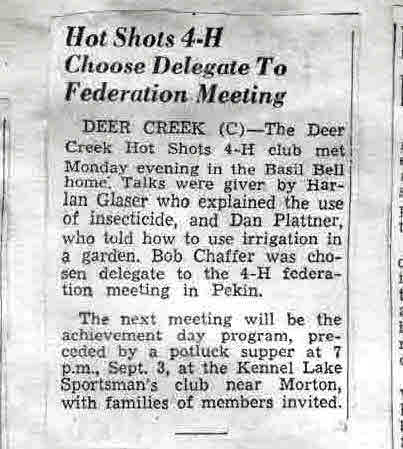 Hot Shots 4-H
Choose Delegate To
Federation Meeting
DEER CREEK (C)—The Deer
Creek Hot Shots 4-H club met
Monday evening in the Basil Bell
home. Talks were giver by Har-
lan Glaser who explained the use
of insecticide, and Dan Plattner,
who told how to use irrigation in
a garden. Bob Chaffer was cho-
sen delegate to the 4-H federa-
tion meeting in Pekin.
The next meeting will be the
achievement day program, pre-
ceded by a potluck supper at 7
p.m., Sept. 3, at the Kennel Lake
Sportsman's club near Morton,
with families of members invited.